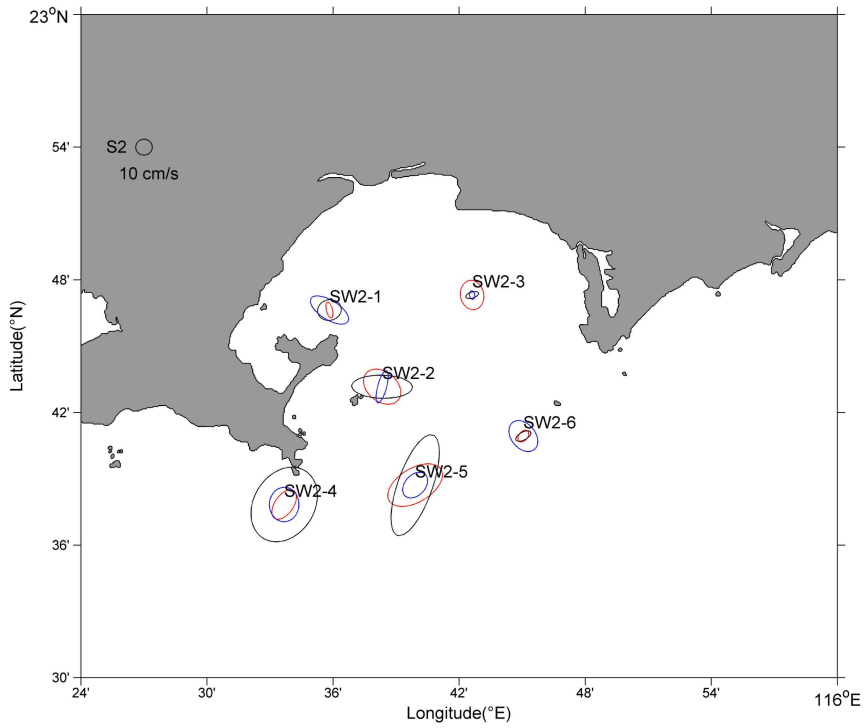 23°N
54'
S2
10 cm/s
48'
SW2-3
SW2-1
SW2-2
42'
SW2-6
SW2-5
SW2-4
36'
30'
24'
30'
36'
42'
48'
54'
116°E
Latitude(°N)
Longitude(°E)